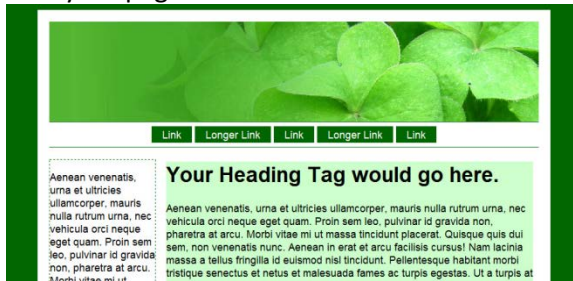 Link Longer Link Link Longer Link Link
Aenean venenatis,
urna et ultricies
ullamcorper, mauris
nulla rutrum urna, nec
vehicula orci neque
eget quam. Proin sem
leo, pulvinar id gravida
non, pharetra at arcu.
Morbi vitae mi ut
Your Heading Tag would go here.
Aenean venenatis, urna et ultricies ullamcorper, mauris nulla rutrum urna, nec
vehicula orci neque eget quam. Proin sem leo, pulvinar id gravida non,
pharetra at arcu. Morbi vitae mi ut massa tincidunt placerat. Quisque quis dui
sem, non venenatis nunc. Aenean in erat et arcu facilisis cursus! Nam lacinia
massa a tellus fringilla id euismod nisl tincidunt. Pellentesque habitant morbi
tristique senectus et netus et malesuada fames ac turpis egestas. Ut a turpis at